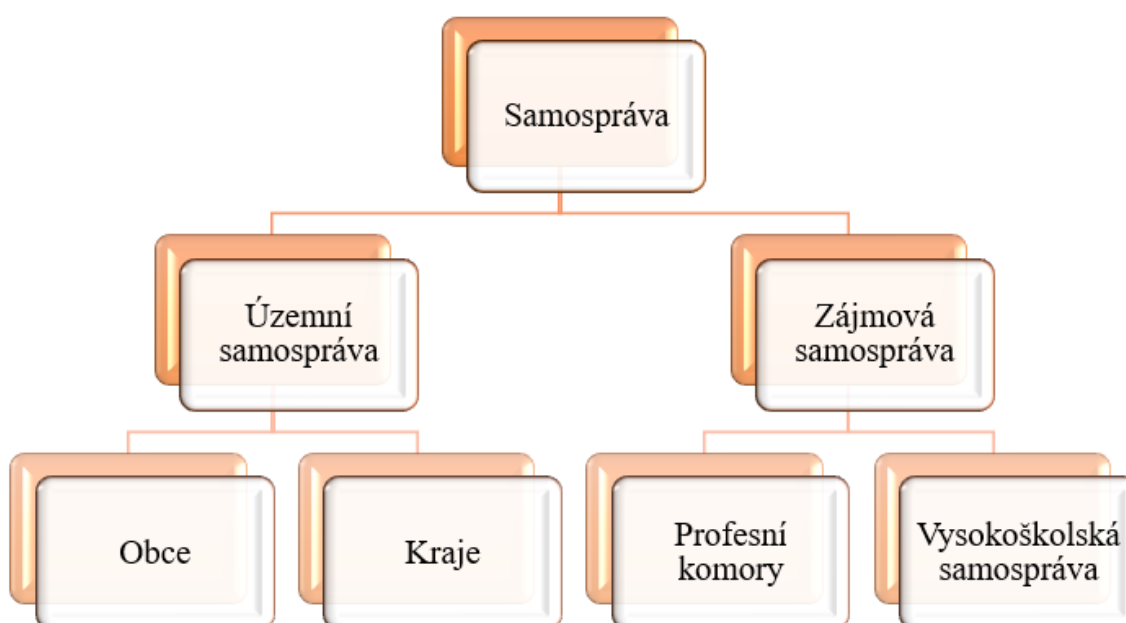 Samospráva
Územní
samospráva
Zájmová
samospráva
Obce
Kraje
Profesní
komory
Vysokoškolská
samospráva